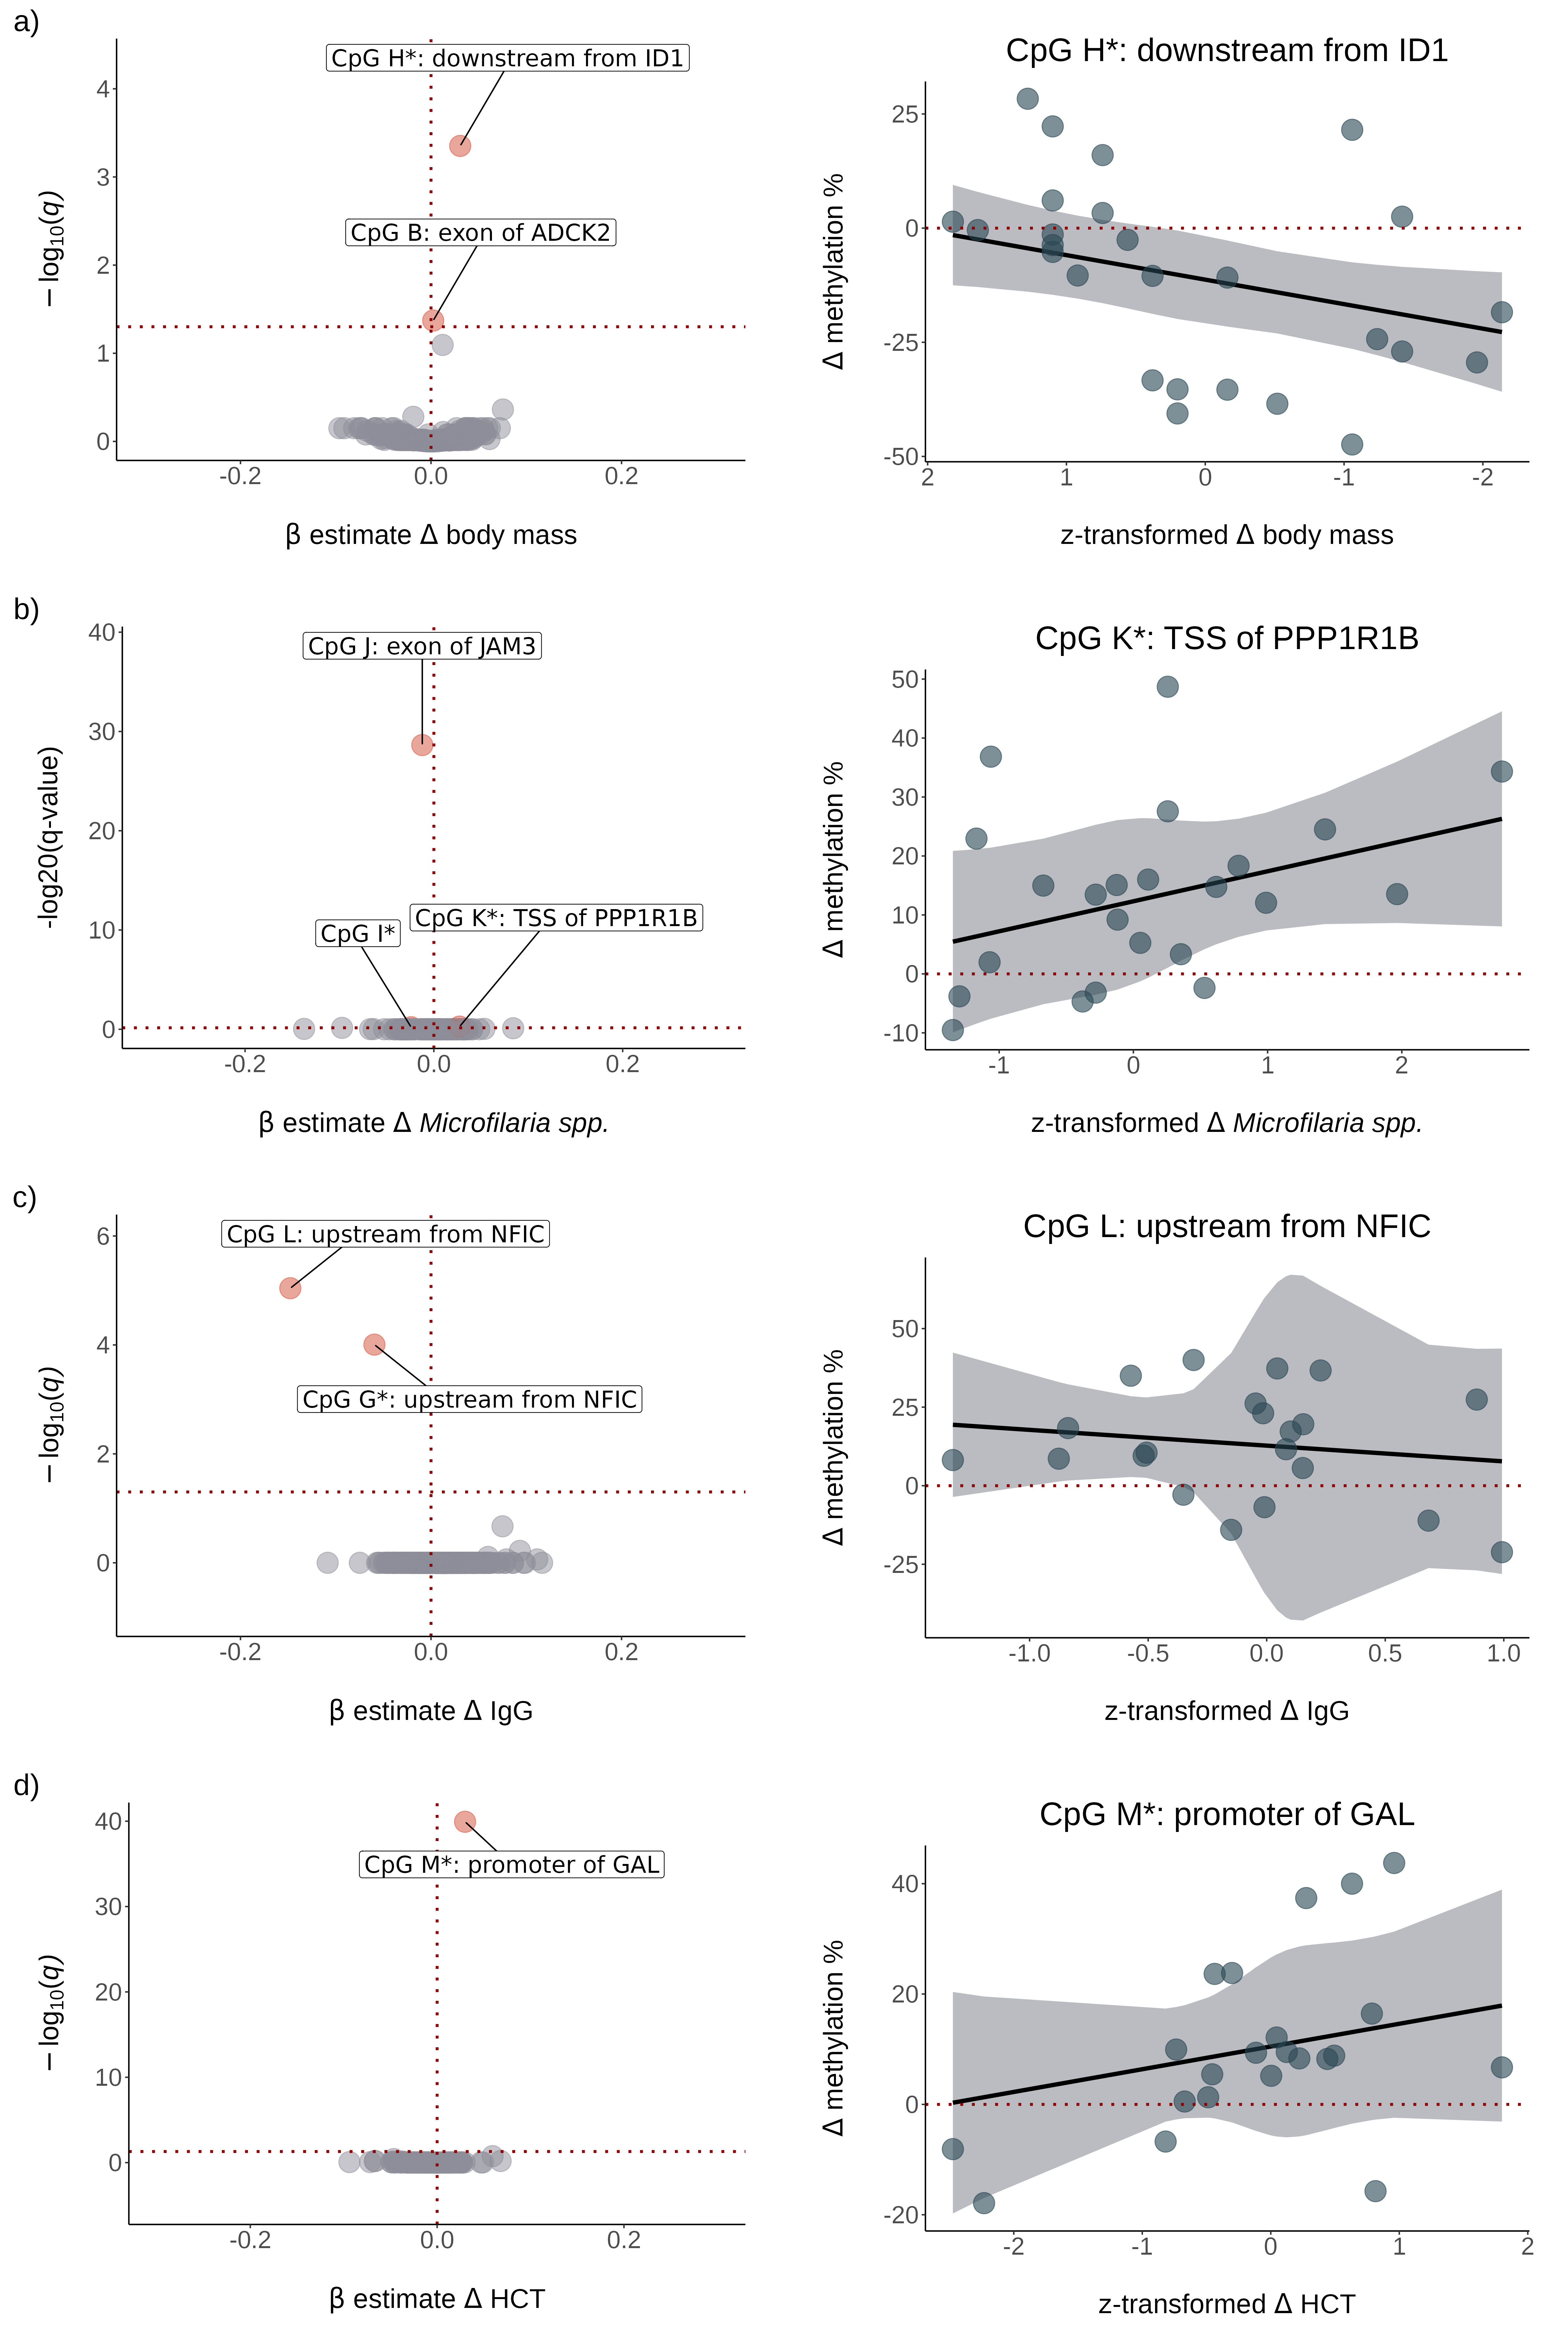 a)
CpG H*: downstream from ID1
CpG B: exon of ADCK2
4
3
2
1
0
-0.2
0.0
0.2
− log10(q)
β estimate Δ body mass
CpG H*: downstream from ID1
25
0
-25
-50
2
1
0
-1
-2
Δ methylation %
z-transformed Δ body mass
b)
CpG J: exon of JAM3
CpG I*
CpG K*: TSS of PPP1R1B
40
30
20
10
0
-0.2
0.0
0.2
-log20(q-value)
β estimate Δ Microfilaria spp.
CpG K*: TSS of PPP1R1B
50
40
30
20
10
0
-10
-1
0
1
2
Δ methylation %
z-transformed Δ Microfilaria spp.
c)
CpG L: upstream from NFIC
CpG G*: upstream from NFIC
6
4
2
0
-0.2
0.0
0.2
− log10(q)
β estimate Δ IgG
CpG L: upstream from NFIC
50
25
0
-25
-1.0
-0.5
0.0
0.5
1.0
Δ methylation %
z-transformed Δ IgG
d)
CpG M*: promoter of GAL
40
30
20
10
0
-0.2
0.0
0.2
− log10(q)
β estimate Δ HCT
CpG M*: promoter of GAL
40
20
0
-20
-2
-1
0
1
2
Δ methylation %
z-transformed Δ HCT